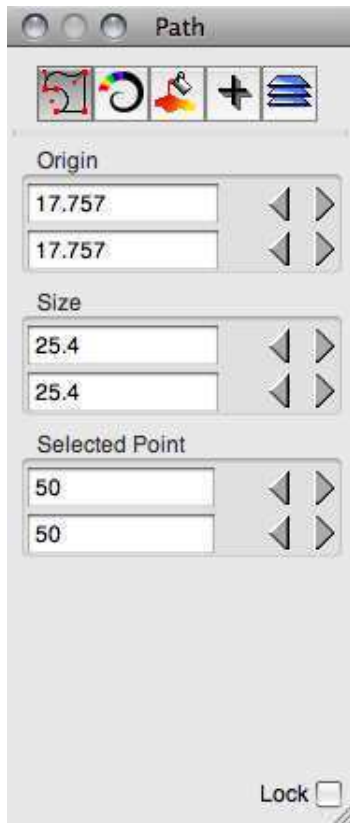 Path
Origin
17.757
17.757
Size
25.4
25.4
Selected Point
50
50
Lock